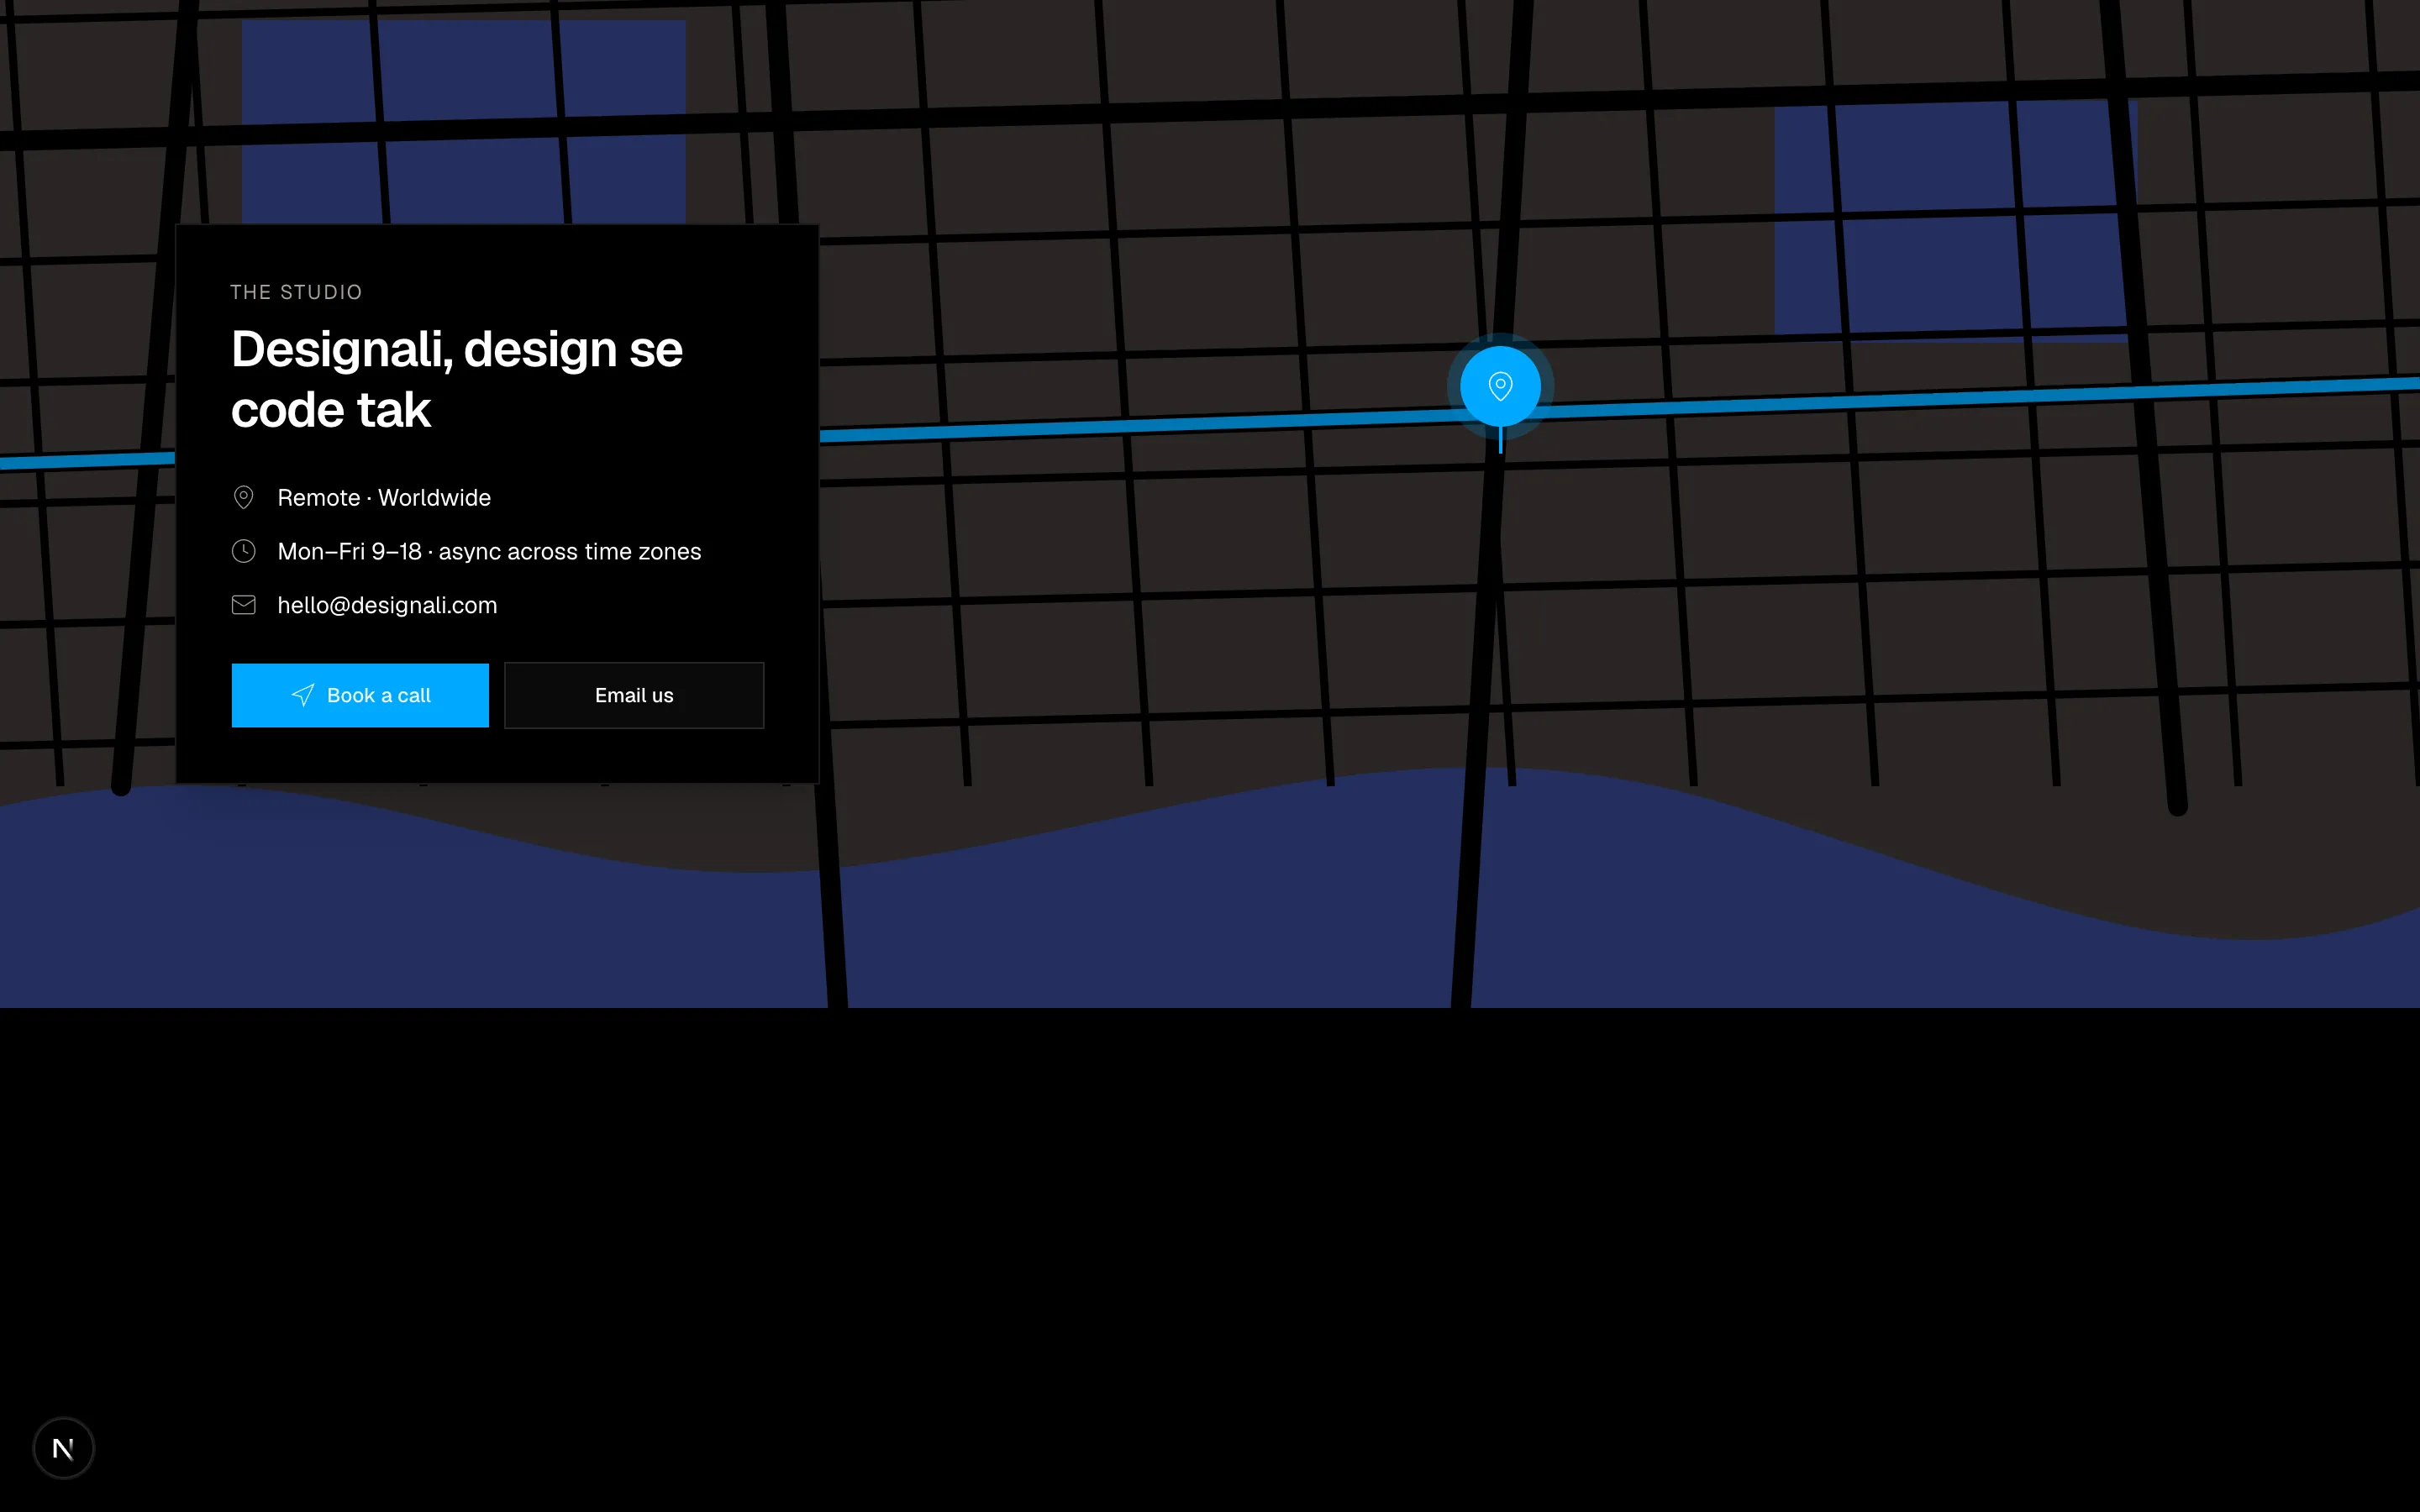 THE STUDIO
Designali, design se
code tak
Remote · Worldwide
Mon–Fri 9–18 · async across time zones
hello@designali.com
Book a call
Email us
N